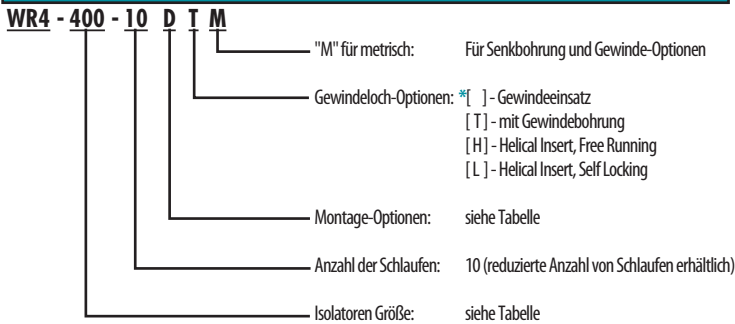 WR4 - 400 - 10 D T M
"M" für metrisch: Für Senkbohrung und Gewinde-Optionen
Gewindeloch-Optionen: *[ ] - Gewindeeinsatz
[ T ] - mit Gewindebohrung
[ H ] - Helical Insert, Free Running
[ L ] - Helical Insert, Self Locking
Montage-Optionen: siehe Tabelle
Anzahl der Schlaufen: 10 (reduzierte Anzahl von Schlaufen erhältlich)
Isolatoren Größe: siehe Tabelle